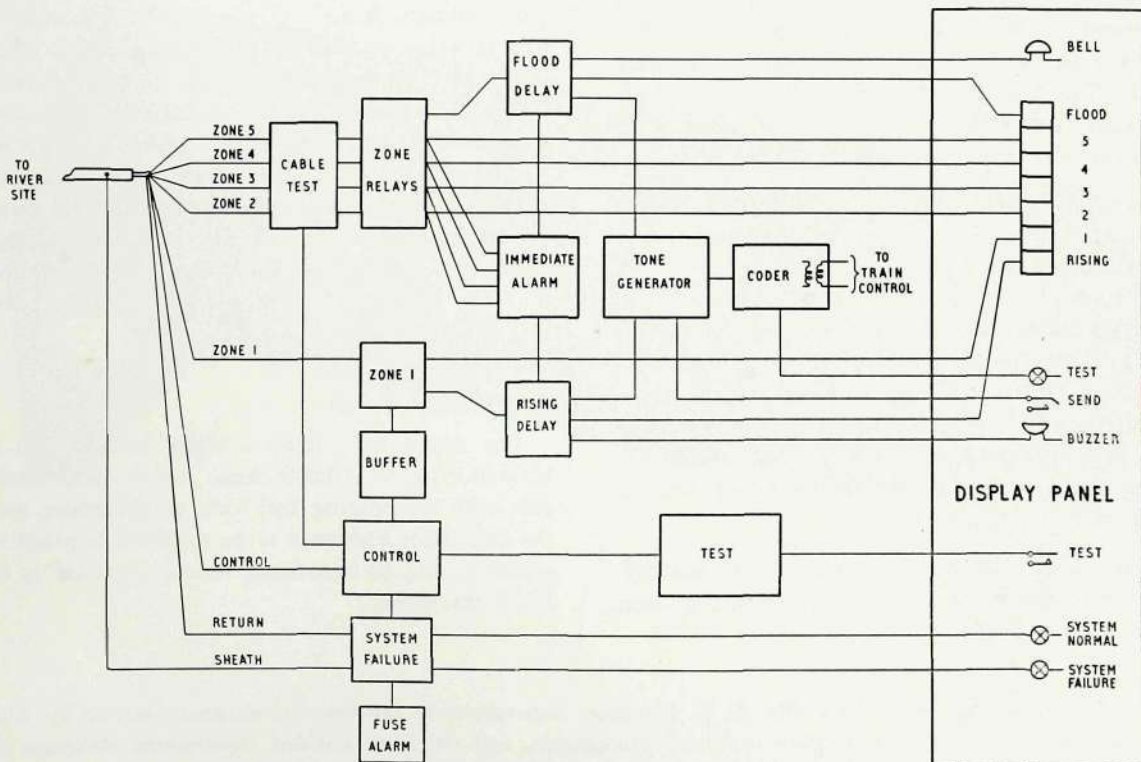 TO
RIVER
SITE
ZONE 5
ZONE 4
ZONE 3
ZONE 2
ZONE 1
CONTROL
RETURN
SHEATH
CABLE
TEST
ZONE
RELAYS
FLOOD
DELAY
IMMEDIATE
ALARM
TONE
GENERATOR
CODER
TO
TRAIN
CONTROL
ZONE 1
RISING
DELAY
BUFFER
CONTROL
TEST
SYSTEM
FAILURE
FUSE
ALARM
BELL
FLOOD
5
4
3
2
1
RISING
TEST
SEND
BUZZER
DISPLAY PANEL
TEST
SYSTEM
NORMAL
SYSTEM
FAILURE